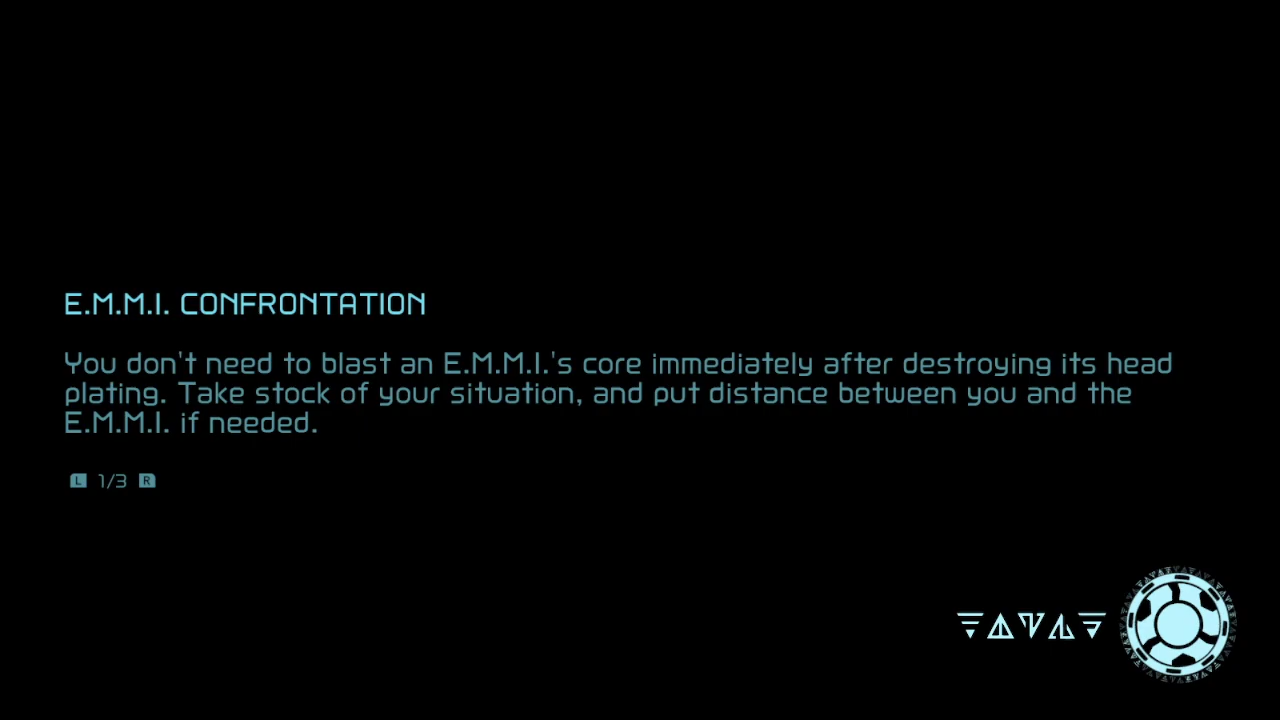 E.M.M.I. CONFRONTATION
You don't need to blast an E.M.M.I.'s core immediately after destroying its head
plating. Take stock of your situation, and put distance between you and the
E.M.M.I. if needed.
L 1/3 R